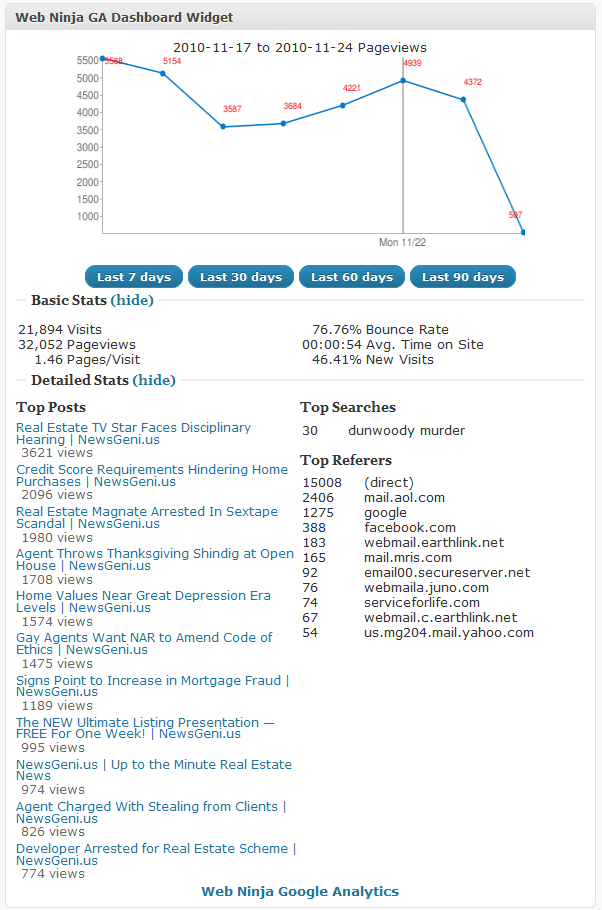 Web Ninja GA Dashboard Widget
2010-11-17 to 2010-11-24 Pageviews
5500
5000
4500
4000
3500
3000
2500
2000
1500
1000
5154
3587
3684
4221
4939
4372
Mon 11/22
Last 7 days Last 30 days Last 60 days Last 90 days
Basic Stats (hide)
21,894 Visits
32,052 Pageviews
1.46 Pages/Visit
76.76% Bounce Rate
00:00:54 Avg. Time on Site
46.41% New Visits
Detailed Stats (hide)
Top Posts
Real Estate TV Star Faces Disciplinary
Hearing | NewsGeni.us
3621 views
Credit Score Requirements Hindering Home
Purchases | NewsGeni.us
2096 views
Real Estate Magnate Arrested In Sextape
Scandal | NewsGeni.us
1980 views
Agent Throws Thanksgiving Shindig at Open
House | NewsGeni.us
1708 views
Home Values Near Great Depression Era
Levels | NewsGeni.us
1574 views
Gay Agents Want NAR to Amend Code of
Ethics | NewsGeni.us
1475 views
Signs Point to Increase in Mortgage Fraud |
NewsGeni.us
1189 views
The NEW Ultimate Listing Presentation —
FREE For One Week! | NewsGeni.us
995 views
NewsGeni.us | Up to the Minute Real Estate
News
974 views
Agent Charged With Stealing from Clients |
NewsGeni.us
826 views
Developer Arrested for Real Estate Scheme |
NewsGeni.us
774 views
Top Searches
30 dunwoody murder
Top Referers
15008 (direct)
2406 mail.aol.com
1275 google
388 facebook.com
183 webmail.earthlink.net
165 mail.mris.com
92 email00.secureserver.net
76 webmaila.juno.com
74 serviceforlife.com
67 webmail.c.earthlink.net
54 us.mg204.mail.yahoo.com
Web Ninja Google Analytics